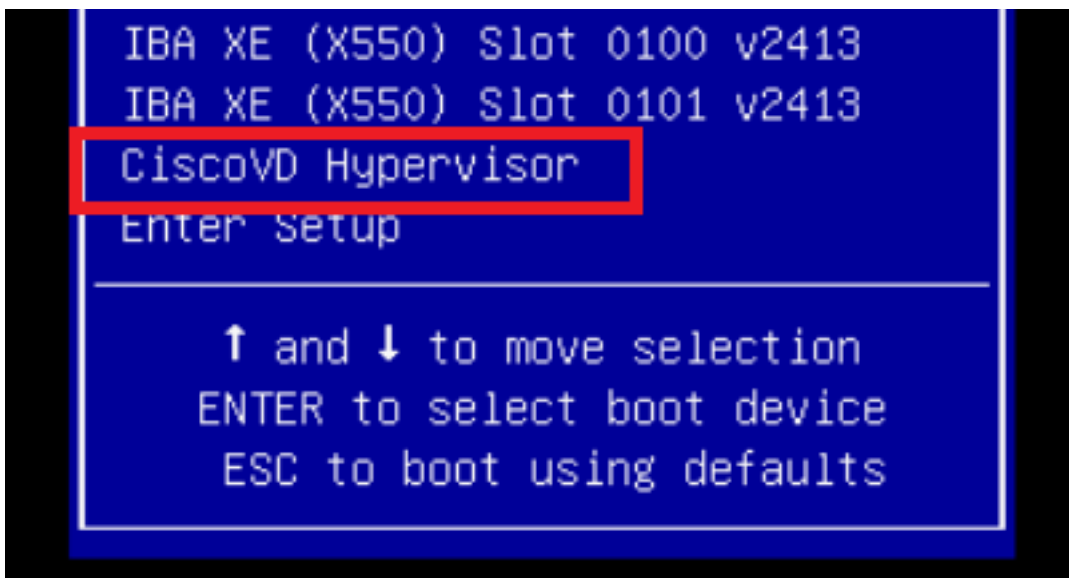 IBA XE (X550) Slot 0100 v2413
IBA XE (X550) Slot 0101 v2413
CiscoVD Hypervisor
Enter Setup
↑ and ↓ to move selection
ENTER to select boot device
ESC to boot using defaults